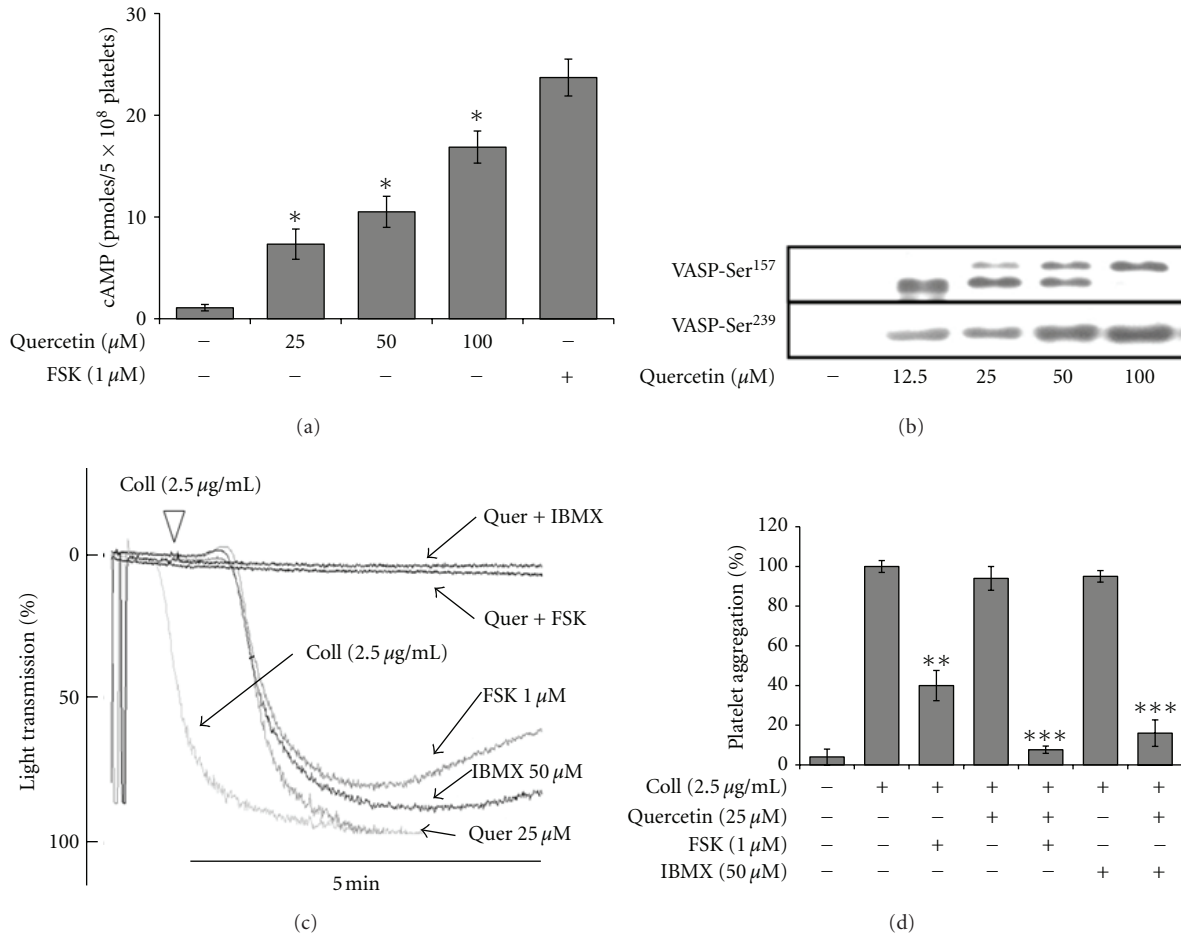 30
20
10
0
cAMP (pmoles/5 × 10⁸ platelets)
*
*
*
Quercetin (μM) − 25 50 100 −
FSK (1 μM) − − − − +
(a)
VASP-Ser¹⁵⁷
VASP-Ser²³⁹
Quercetin (μM) − 12.5 25 50 100
(b)
Coll (2.5 μg/mL)
Quer + IBMX
0
Quer + FSK
Light transmission (%)
Coll (2.5 μg/mL)
50
FSK 1 μM
IBMX 50 μM
Quer 25 μM
100
5 min
(c)
120
100
80
60
40
20
0
Platelet aggregation (%)
**
***
***
Coll (2.5 μg/mL) − + + + + + +
Quercetin (25 μM) − − − + + − +
FSK (1 μM) − − + − + − −
IBMX (50 μM) − − − − − + +
(d)